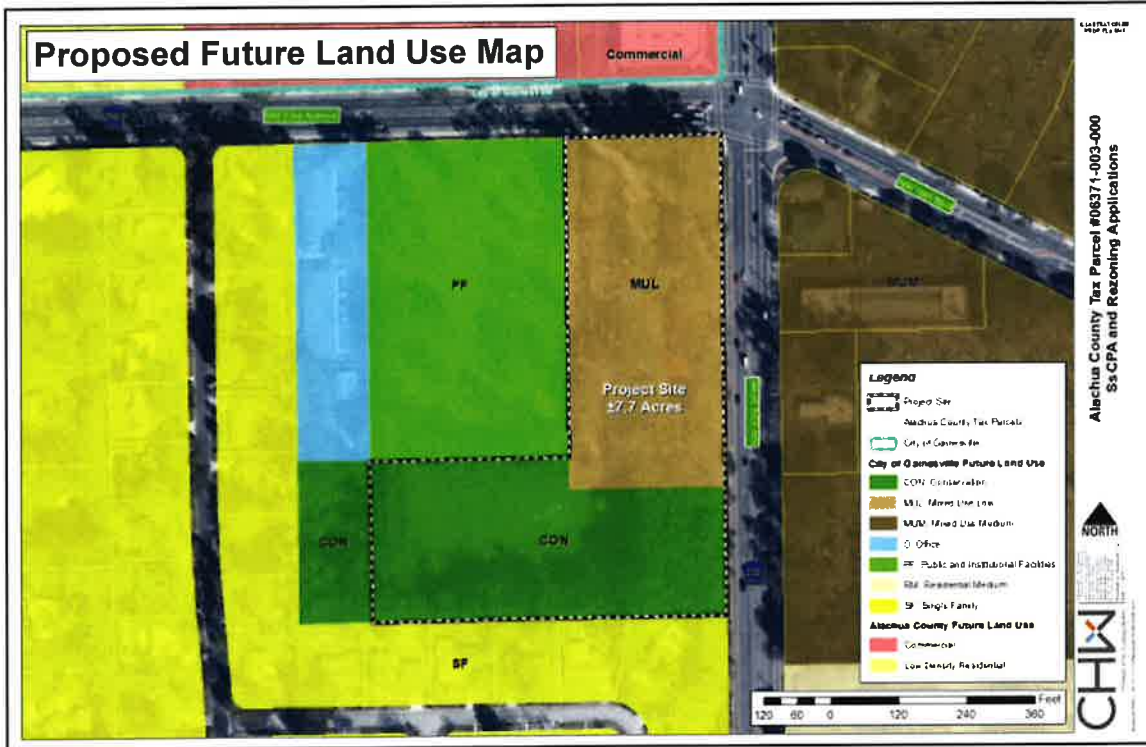 Proposed Future Land Use Map
Commercial
PF
MUL
MUM
Project Site
±7.7 Acres
CON
CON
SF
Legend
Project Site
Alachua County Tax Parcels
City of Gainesville
City of Gainesville Future Land Use
CON: Conservation
MUL: Mixed Use Low
MUM: Mixed Use Medium
O: Office
PF: Public and Institutional Facilities
RM: Residential Medium
SF: Single Family
Alachua County Future Land Use
Commercial
Low Density Residential
Feet
120 60 0 120 240 360
Alachua County Tax Parcel #06371-003-000
SsCPA and Rezoning Applications
NORTH
CHW